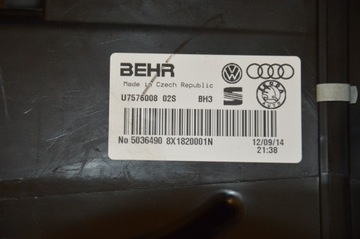 BEHR
Made in Czech Republic
U7576008 02S BH3
No 5036490 8X1820001N
12/09/14
21:38